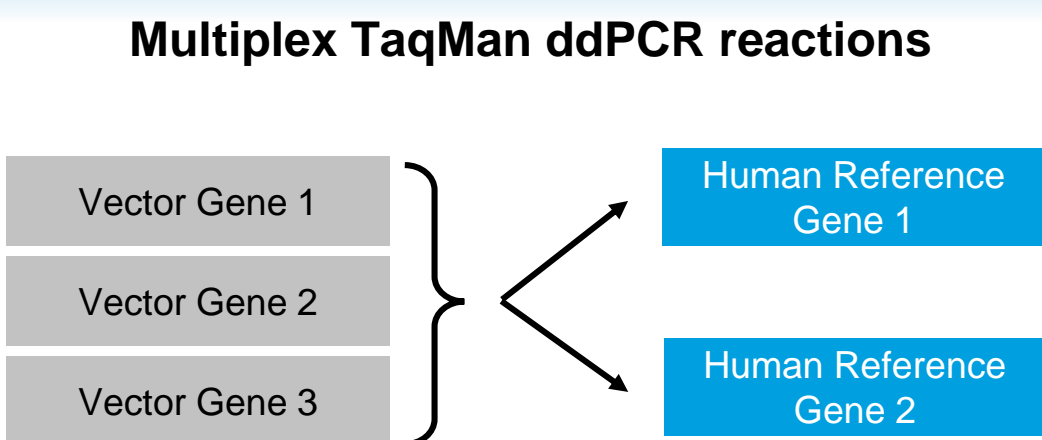 Multiplex TaqMan ddPCR reactions
Vector Gene 1
Vector Gene 2
Vector Gene 3
Human Reference
Gene 1
Human Reference
Gene 2